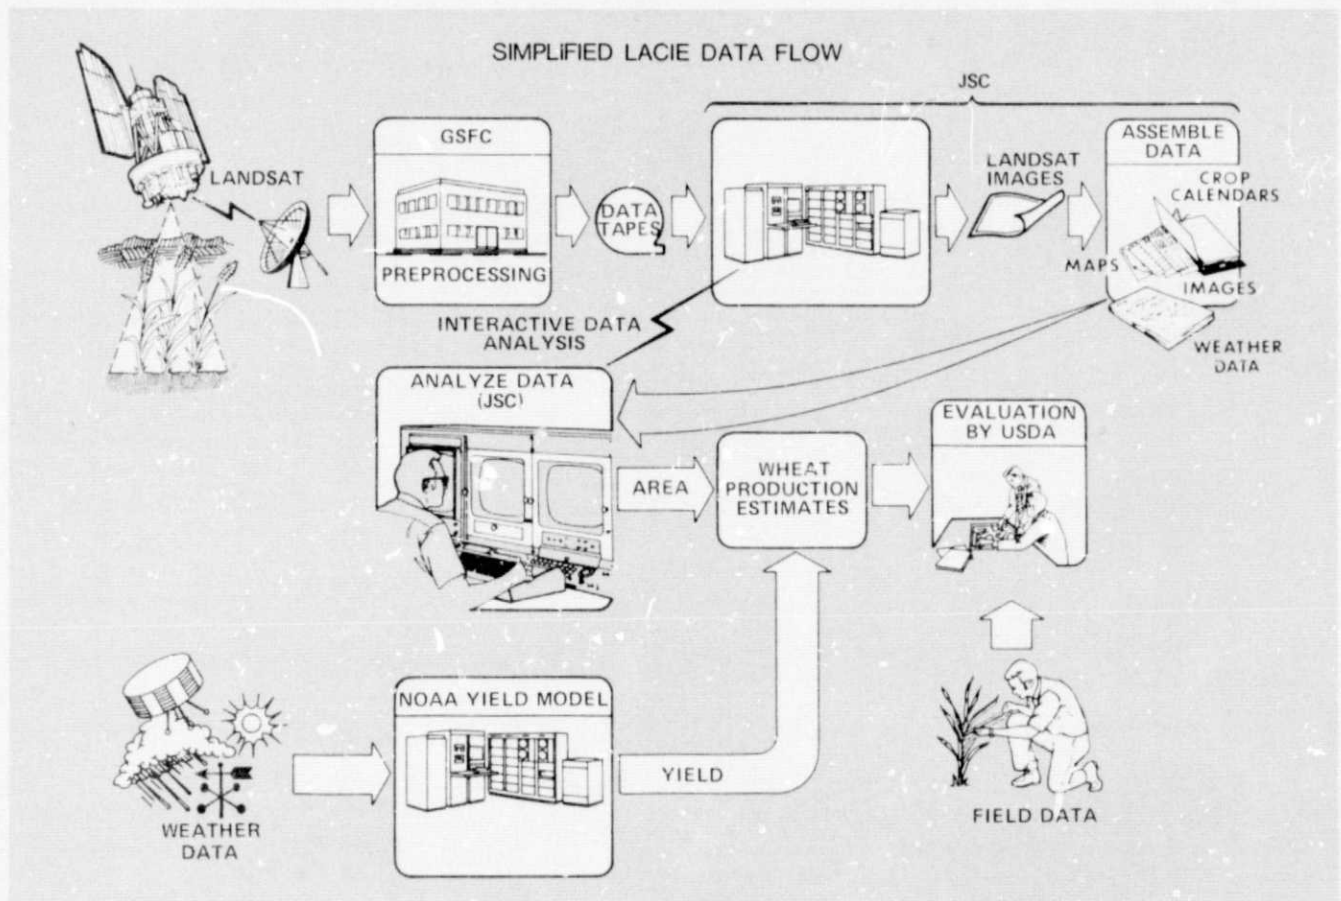 SIMPLIFIED LACIE DATA FLOW
JSC
LANDSAT
GSFC
PREPROCESSING
DATA
TAPES
LANDSAT
IMAGES
ASSEMBLE
DATA
CROP
CALENDARS
MAPS
IMAGES
WEATHER
DATA
INTERACTIVE DATA
ANALYSIS
ANALYZE DATA
(JSC)
AREA
WHEAT
PRODUCTION
ESTIMATES
EVALUATION
BY USDA
WEATHER
DATA
NOAA YIELD MODEL
YIELD
FIELD DATA